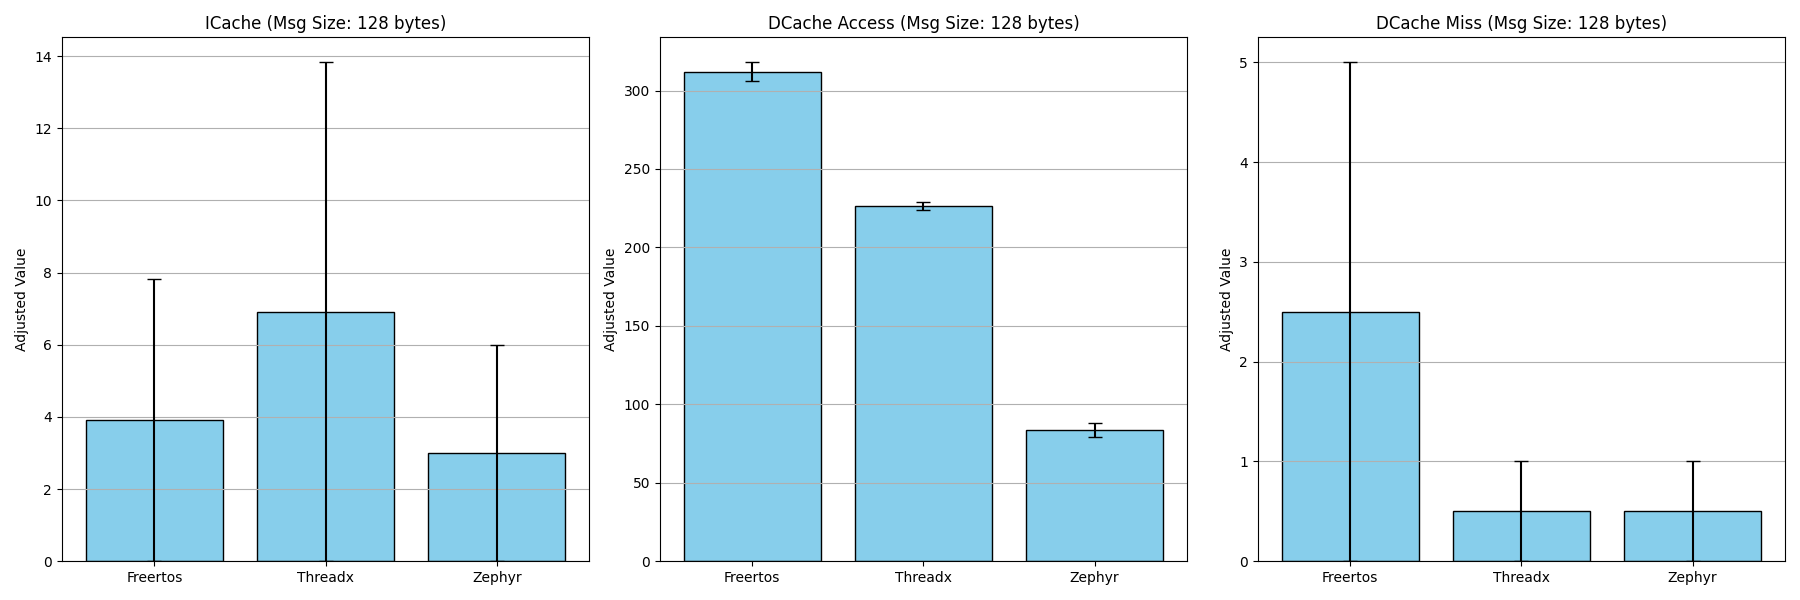 ICache (Msg Size: 128 bytes)
Adjusted Value
14
12
10
8
6
4
2
0
Freertos
Threadx
Zephyr
DCache Access (Msg Size: 128 bytes)
Adjusted Value
300
250
200
150
100
50
0
Freertos
Threadx
Zephyr
DCache Miss (Msg Size: 128 bytes)
Adjusted Value
5
4
3
2
1
0
Freertos
Threadx
Zephyr